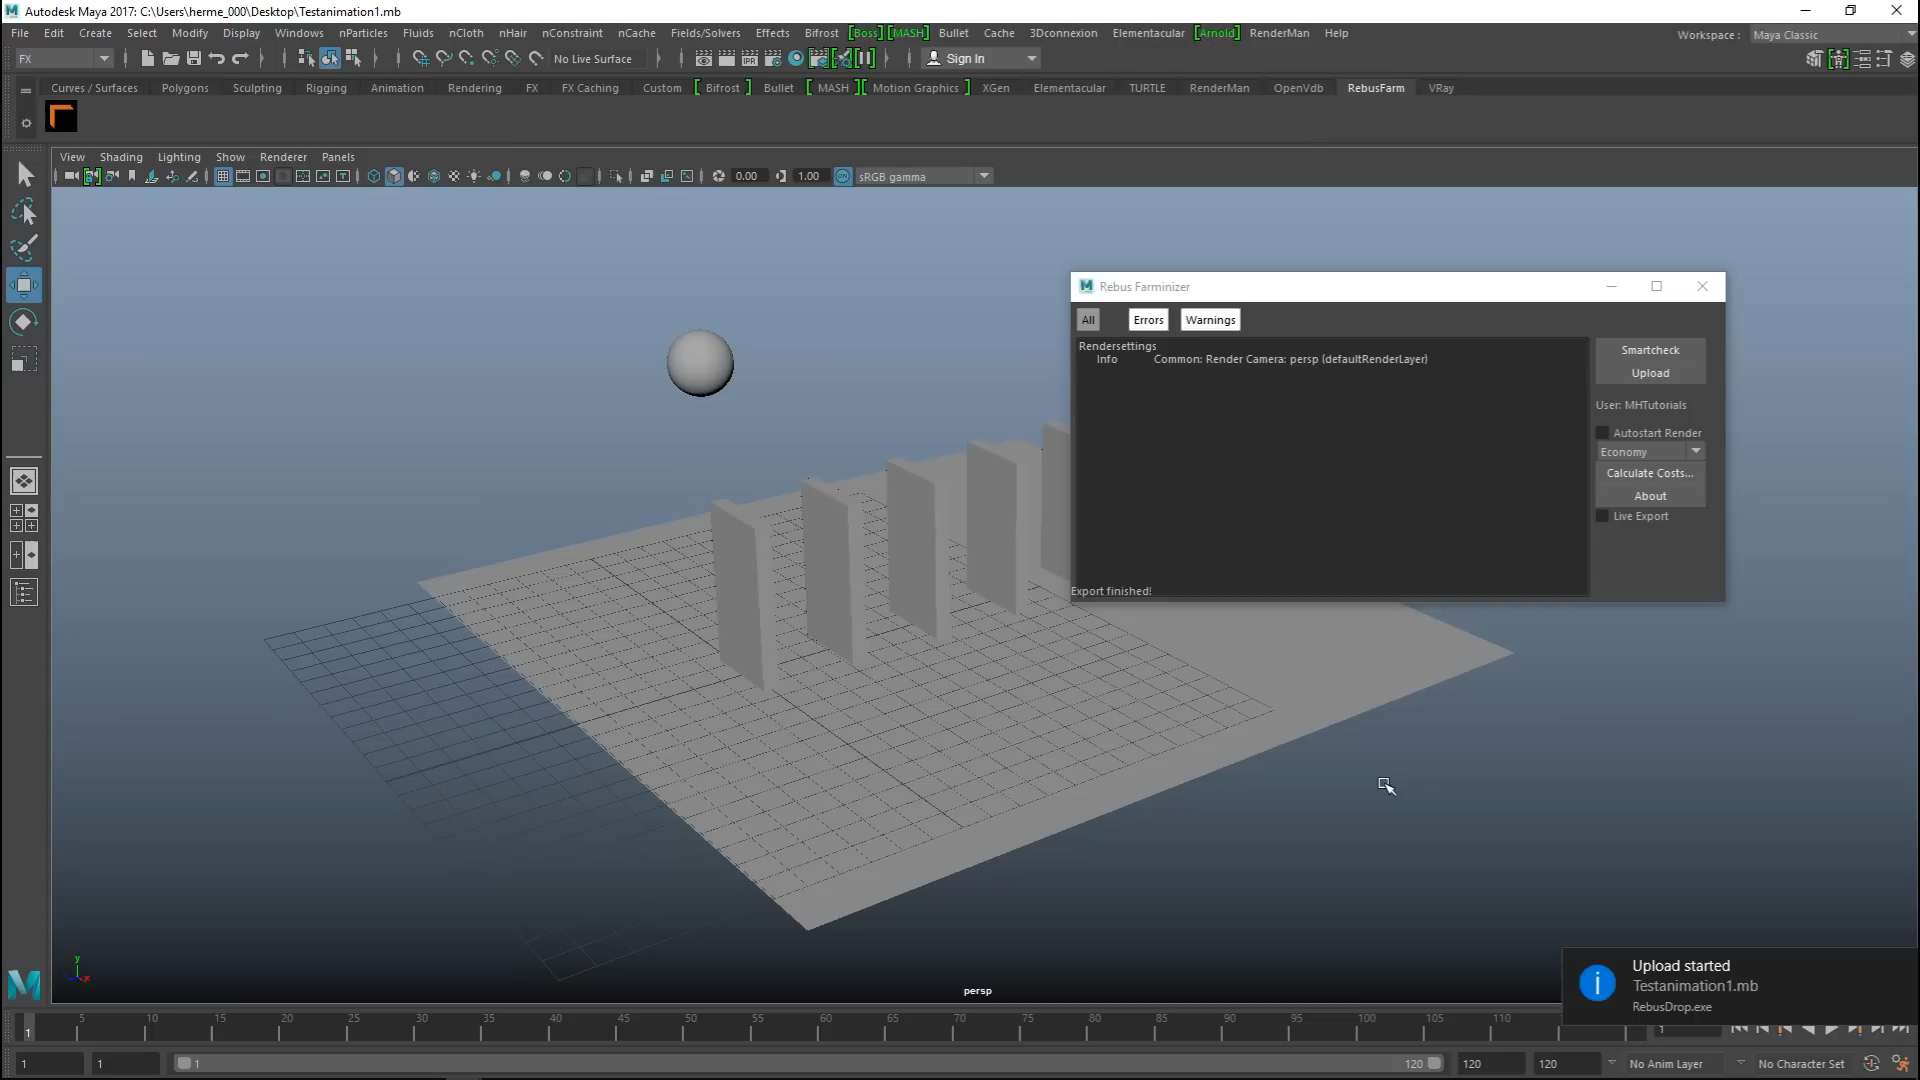 Autodesk Maya 2017: C:\Users\herme_000\Desktop\Testanimation1.mb
File Edit Create Select Modify Display Windows nParticles Fluids nCloth nHair nConstraint nCache Fields/Solvers Effects Bifrost [Boss] [MASH] Bullet Cache 3Dconnexion Elementacular [Arnold] RenderMan Help
Workspace : Maya Classic
FX
IPR
No Live Surface
Sign In
Curves / Surfaces Polygons Sculpting Rigging Animation Rendering FX FX Caching Custom [ Bifrost ] Bullet [ MASH ] [ Motion Graphics ] XGen Elementacular TURTLE RenderMan OpenVdb RebusFarm VRay
View Shading Lighting Show Renderer Panels
0.00 1.00 ON sRGB gamma
M Rebus Farminizer
All Errors Warnings
Rendersettings
Info Common: Render Camera: persp (defaultRenderLayer)
Smartcheck
Upload
User: MHTutorials
Autostart Render
Economy
Calculate Costs...
About
Live Export
Export finished!
y
x
persp
Upload started
Testanimation1.mb
RebusDrop.exe
1 5 10 15 20 25 30 35 40 45 50 55 60 65 70 75 80 85 90 95 100 105 110
1
1 1 1 120 120 120 No Anim Layer No Character Set